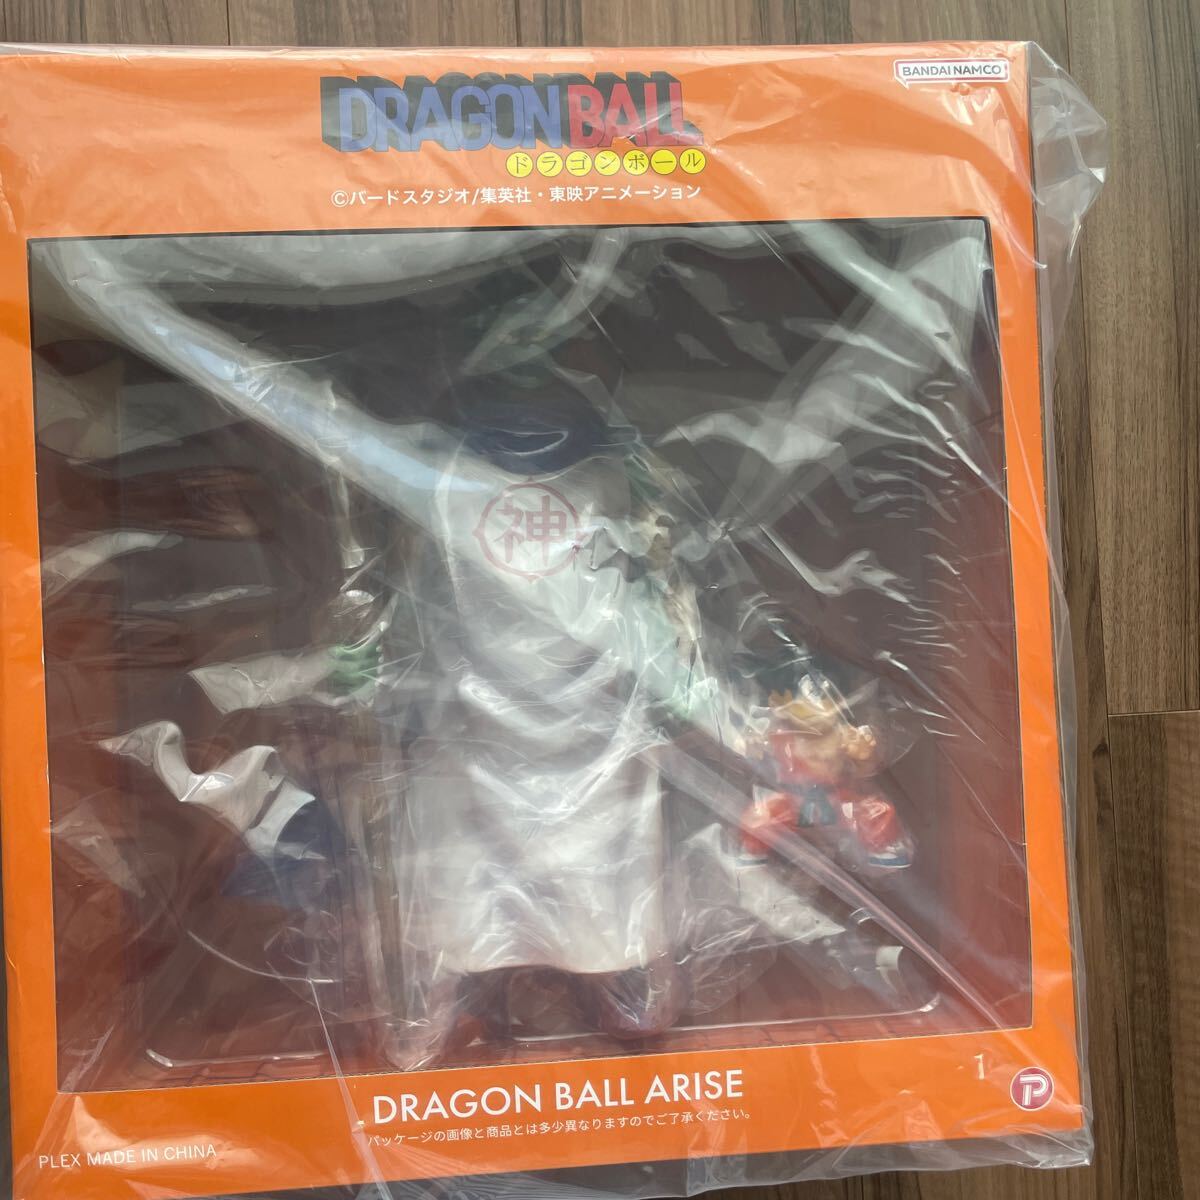 BANDAI NAMCO
DRAGON BALL
ドラゴンボール
©バードスタジオ/集英社・東映アニメーション
神
DRAGON BALL ARISE
パッケージの画像と商品とは多少異なりますのでご了承ください。
1
P
PLEX MADE IN CHINA